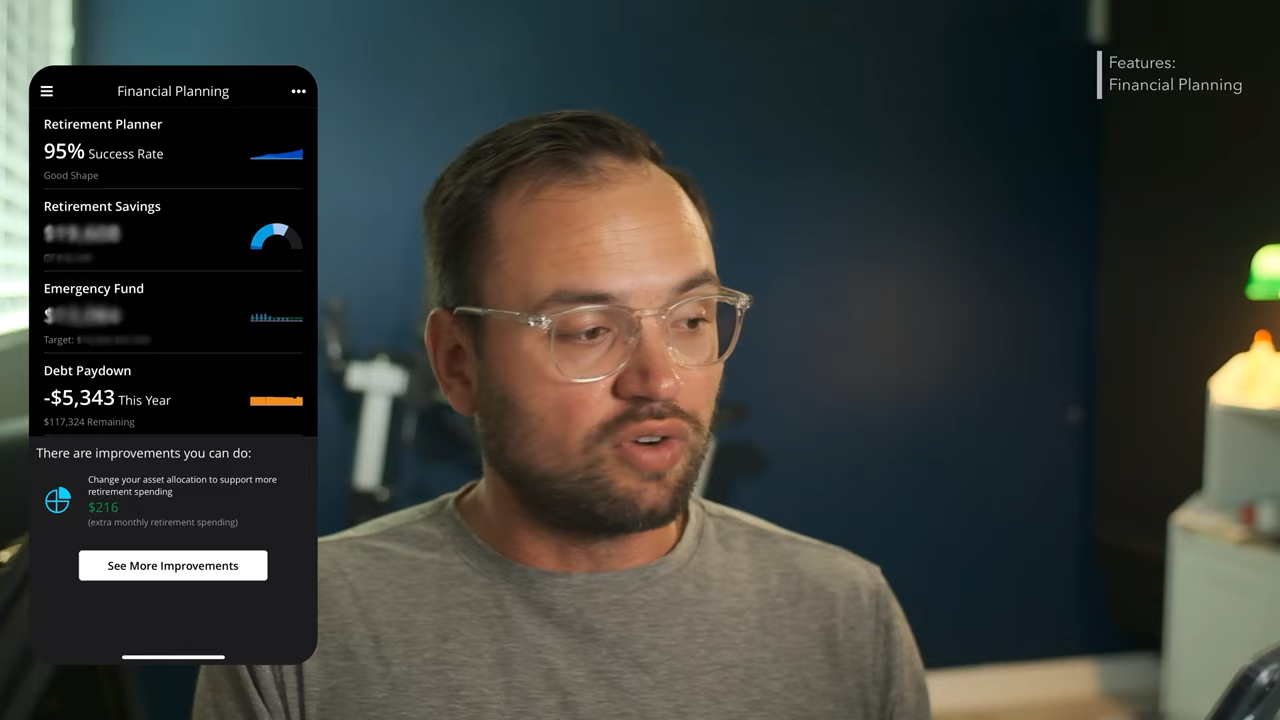 Financial Planning
Retirement Planner
95% Success Rate
Good Shape
Retirement Savings
Emergency Fund
$
Target: $
Debt Paydown
-$5,343 This Year
$117,324 Remaining
There are improvements you can do:
Change your asset allocation to support more
retirement spending
$216
(extra monthly retirement spending)
See More Improvements
Features:
Financial Planning